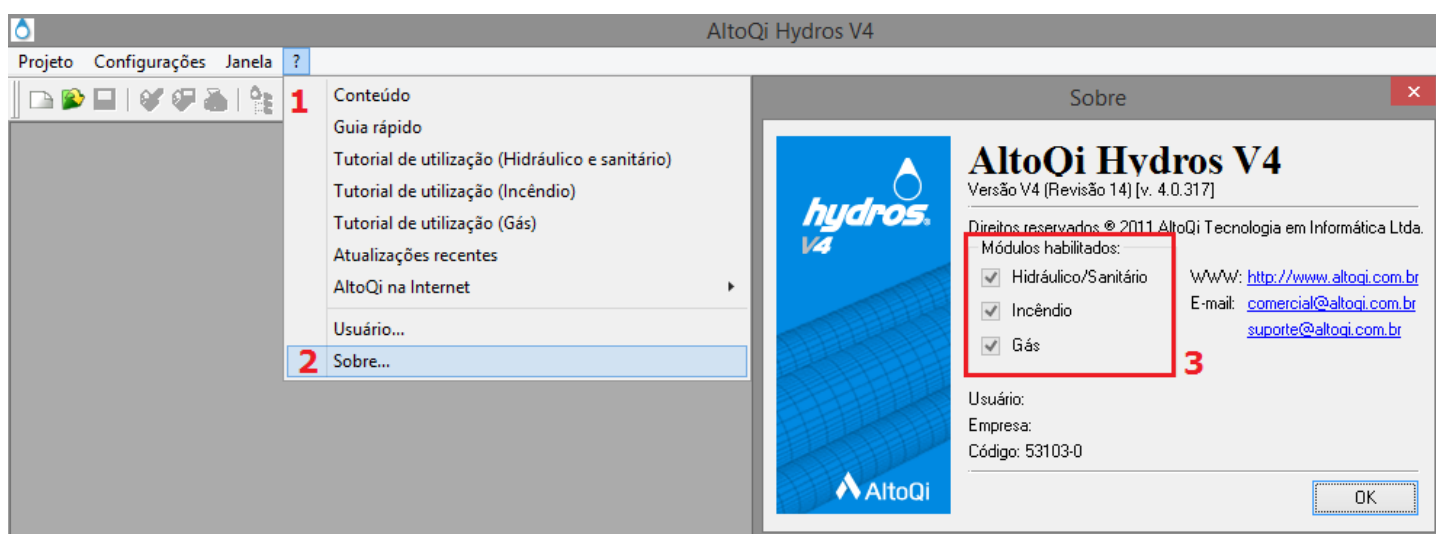 AltoQi Hydros V4
Projeto Configurações Janela ?
1
Conteúdo
Guia rápido
Tutorial de utilização (Hidráulico e sanitário)
Tutorial de utilização (Incêndio)
Tutorial de utilização (Gás)
Atualizações recentes
AltoQi na Internet
Usuário...
2 Sobre...
Sobre
hydros.
V4
AltoQi
AltoQi Hydros V4
Versão V4 (Revisão 14) [v. 4.0.317]
Direitos reservados ® 2011 AltoQi Tecnologia em Informática Ltda.
Módulos habilitados:
Hidráulico/Sanitário
Incêndio
Gás
3
WWW: http://www.altoqi.com.br
E-mail: comercial@altoqi.com.br
suporte@altoqi.com.br
Usuário:
Empresa:
Código: 53103-0
OK